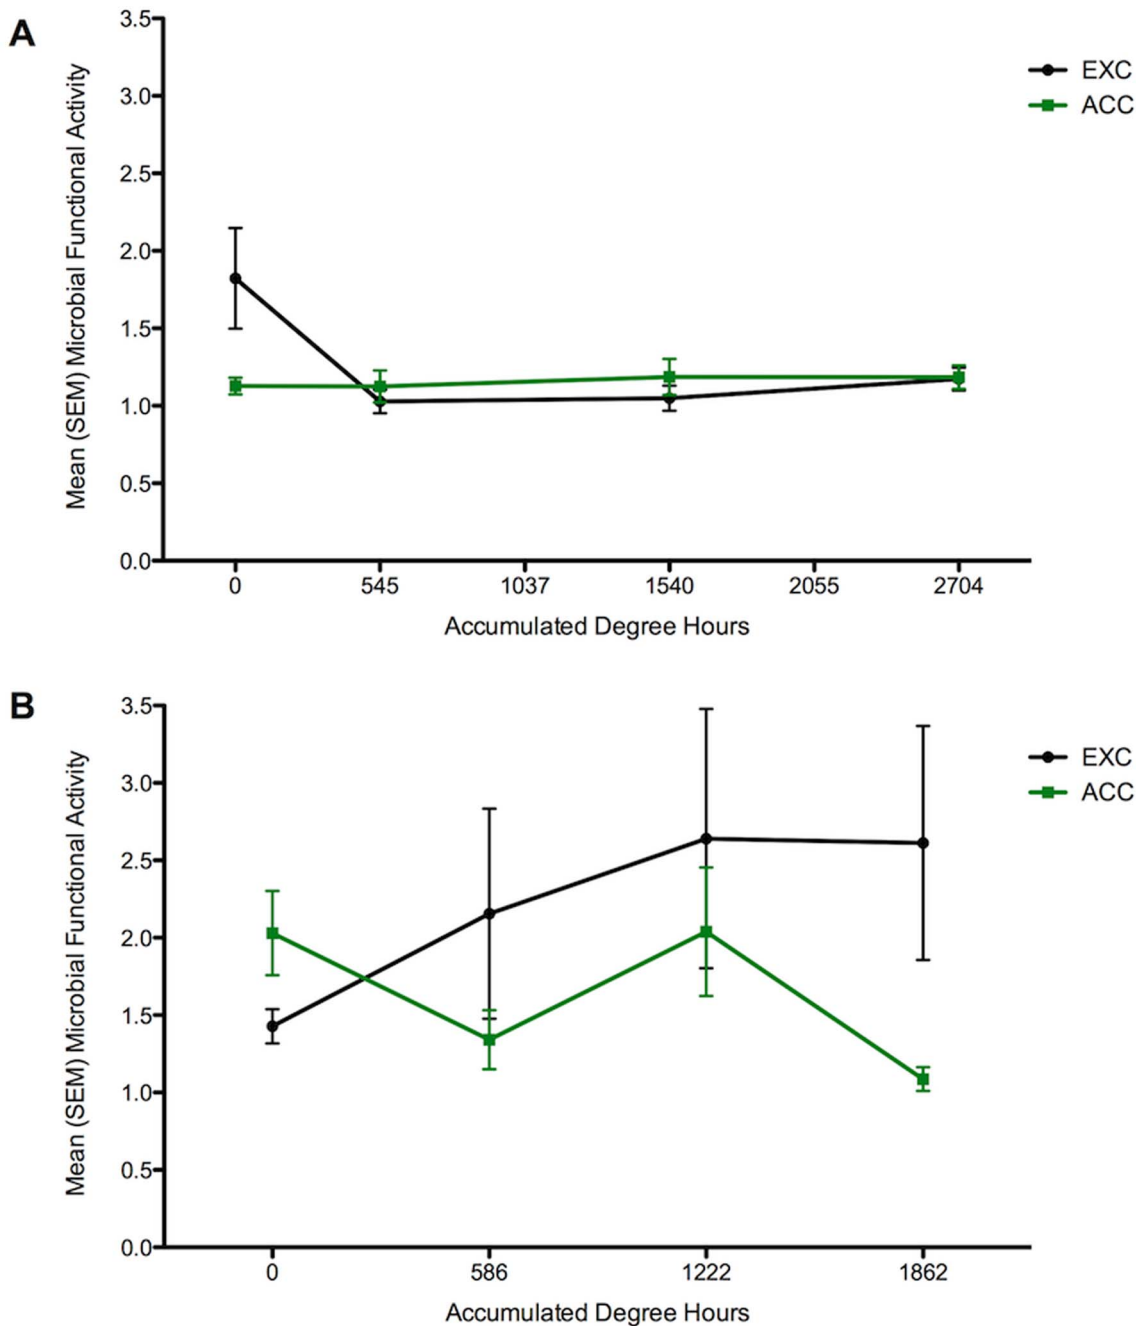 A
3.5
3.0
2.5
2.0
1.5
1.0
0.5
0.0
Mean (SEM) Microbial Functional Activity
EXC
ACC
0 545 1037 1540 2055 2704
Accumulated Degree Hours
B
3.5
3.0
2.5
2.0
1.5
1.0
0.5
0.0
Mean (SEM) Microbial Functional Activity
EXC
ACC
0 586 1222 1862
Accumulated Degree Hours